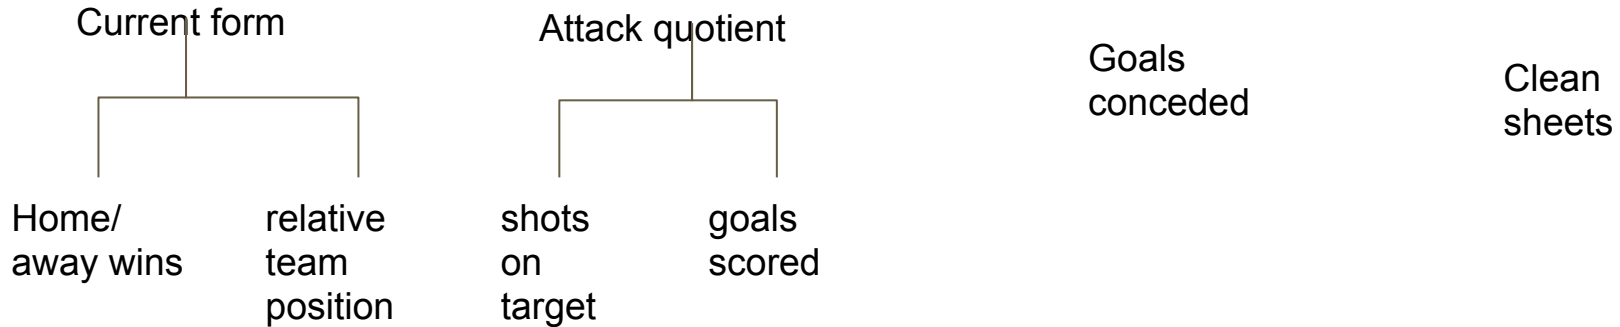 Current form
Attack quotient
Goals
conceded
Clean
sheets
Home/
away wins
relative
team
position
shots
on
target
goals
scored